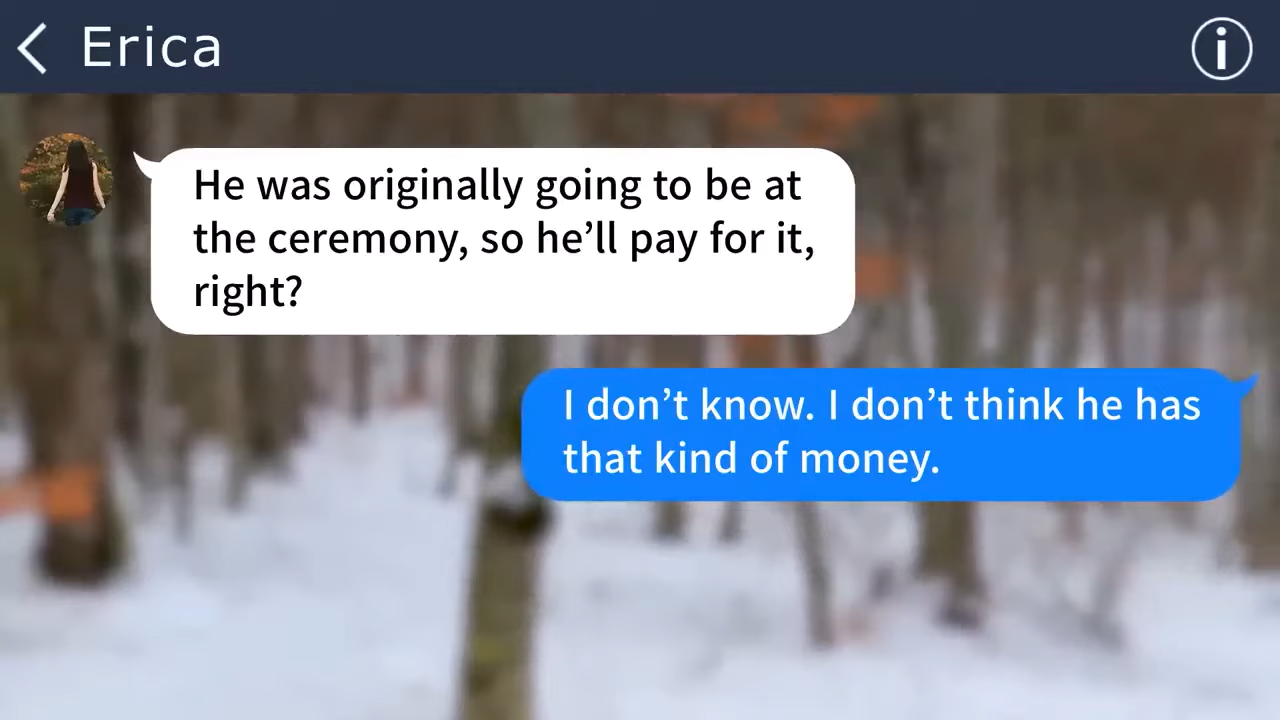 Erica
He was originally going to be at
the ceremony, so he’ll pay for it,
right?
I don’t know. I don’t think he has
that kind of money.